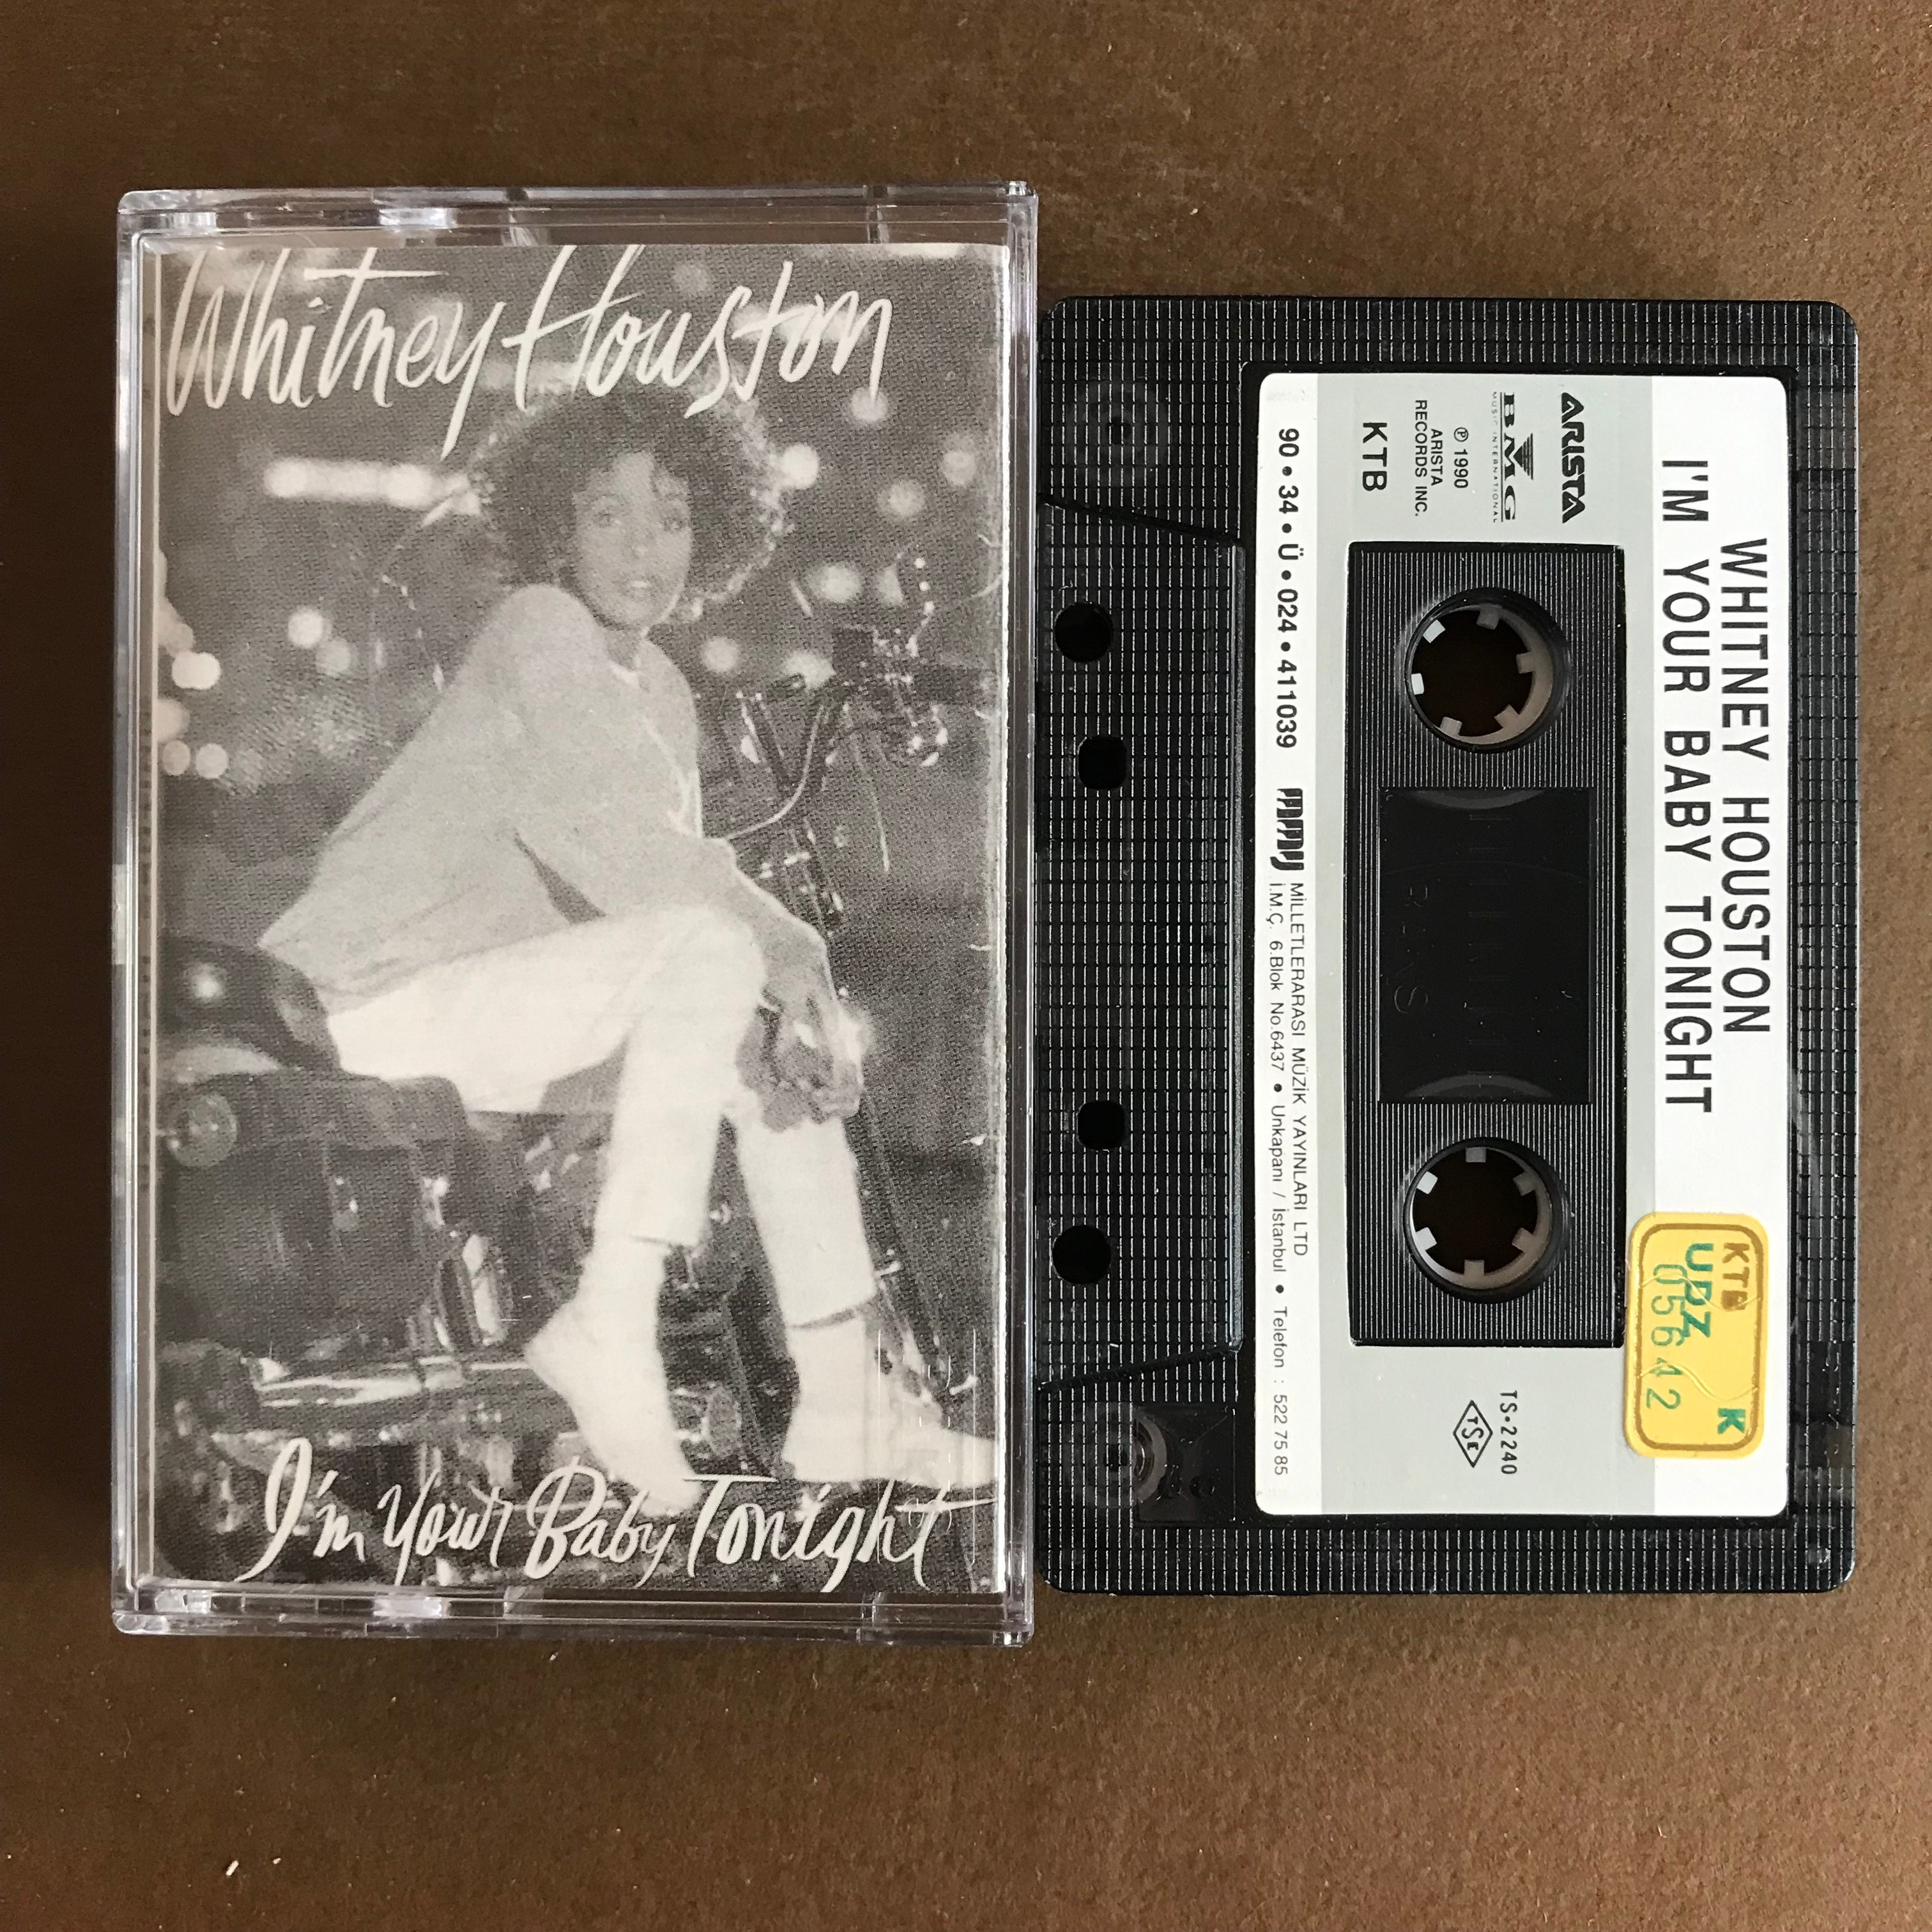 Whitney Houston
I'm Your Baby Tonight
WHITNEY HOUSTON
I'M YOUR BABY TONIGHT
ARISTA
BMG
MUSIC INTERNATIONAL
℗ 1990
ARISTA
RECORDS INC.
KTB
TS•2240
TSE
KTB
K
UDZ
056442
90 • 34 • Ü • 024 • 411039
MİLLETLERARASI MÜZİK YAYINLARI LTD
İ.M.Ç. 6.Blok No.6437 • Unkapanı / İstanbul • Telefon : 522 75 85